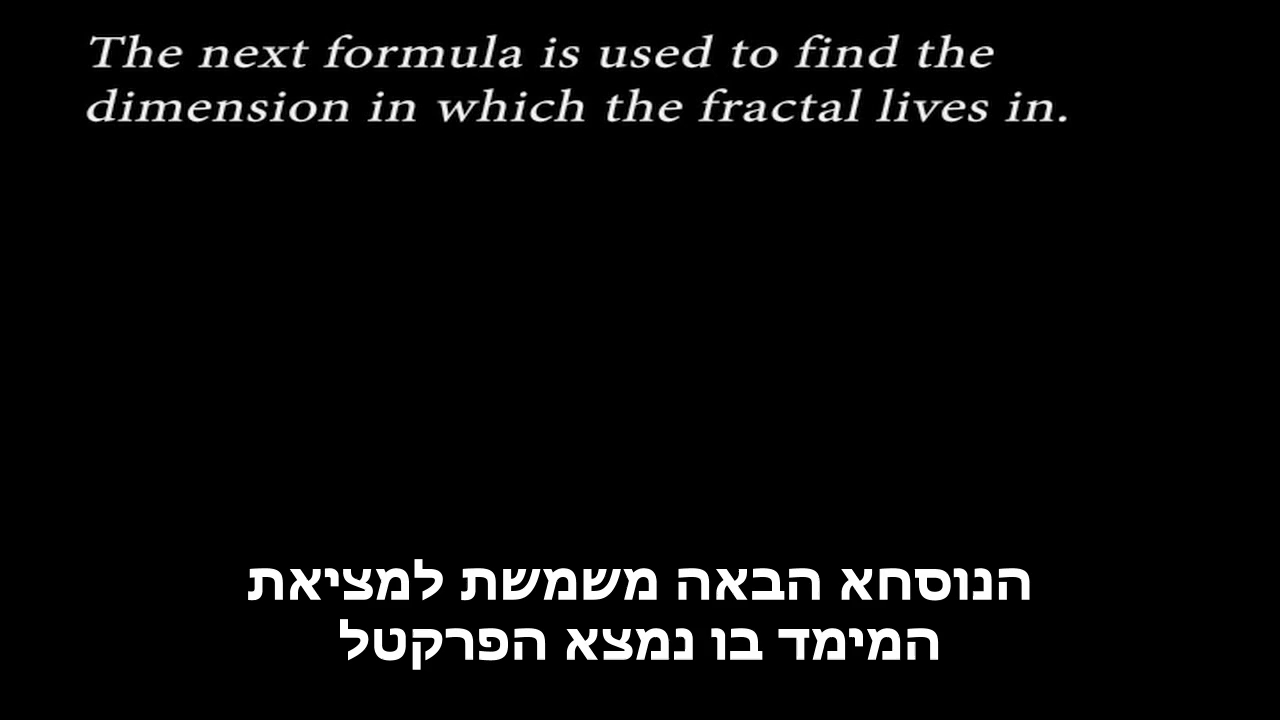 The next formula is used to find the
dimension in which the fractal lives in.
הנוסחא הבאה משמשת למציאת
המימד בו נמצא הפרקטל